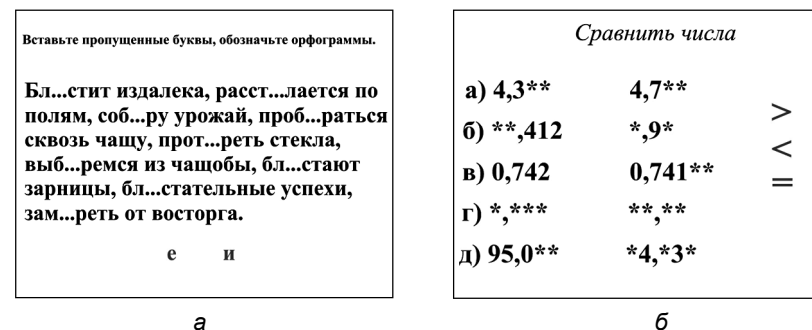 Вставьте пропущенные буквы, обозначьте орфограммы.
Бл...стит издалека, расст...лается по
полям, соб...ру урожай, проб...раться
сквозь чащу, прот...реть стекла,
выб...ремся из чащобы, бл...стают
зарницы, бл...стательные успехи,
зам...реть от восторга.
е и
а
Сравнить числа
а) 4,3** 4,7**
б) **,412 *,9*
в) 0,742 0,741**
г) *,*** **,**
д) 95,0** *4,*3*
>
<
=
б